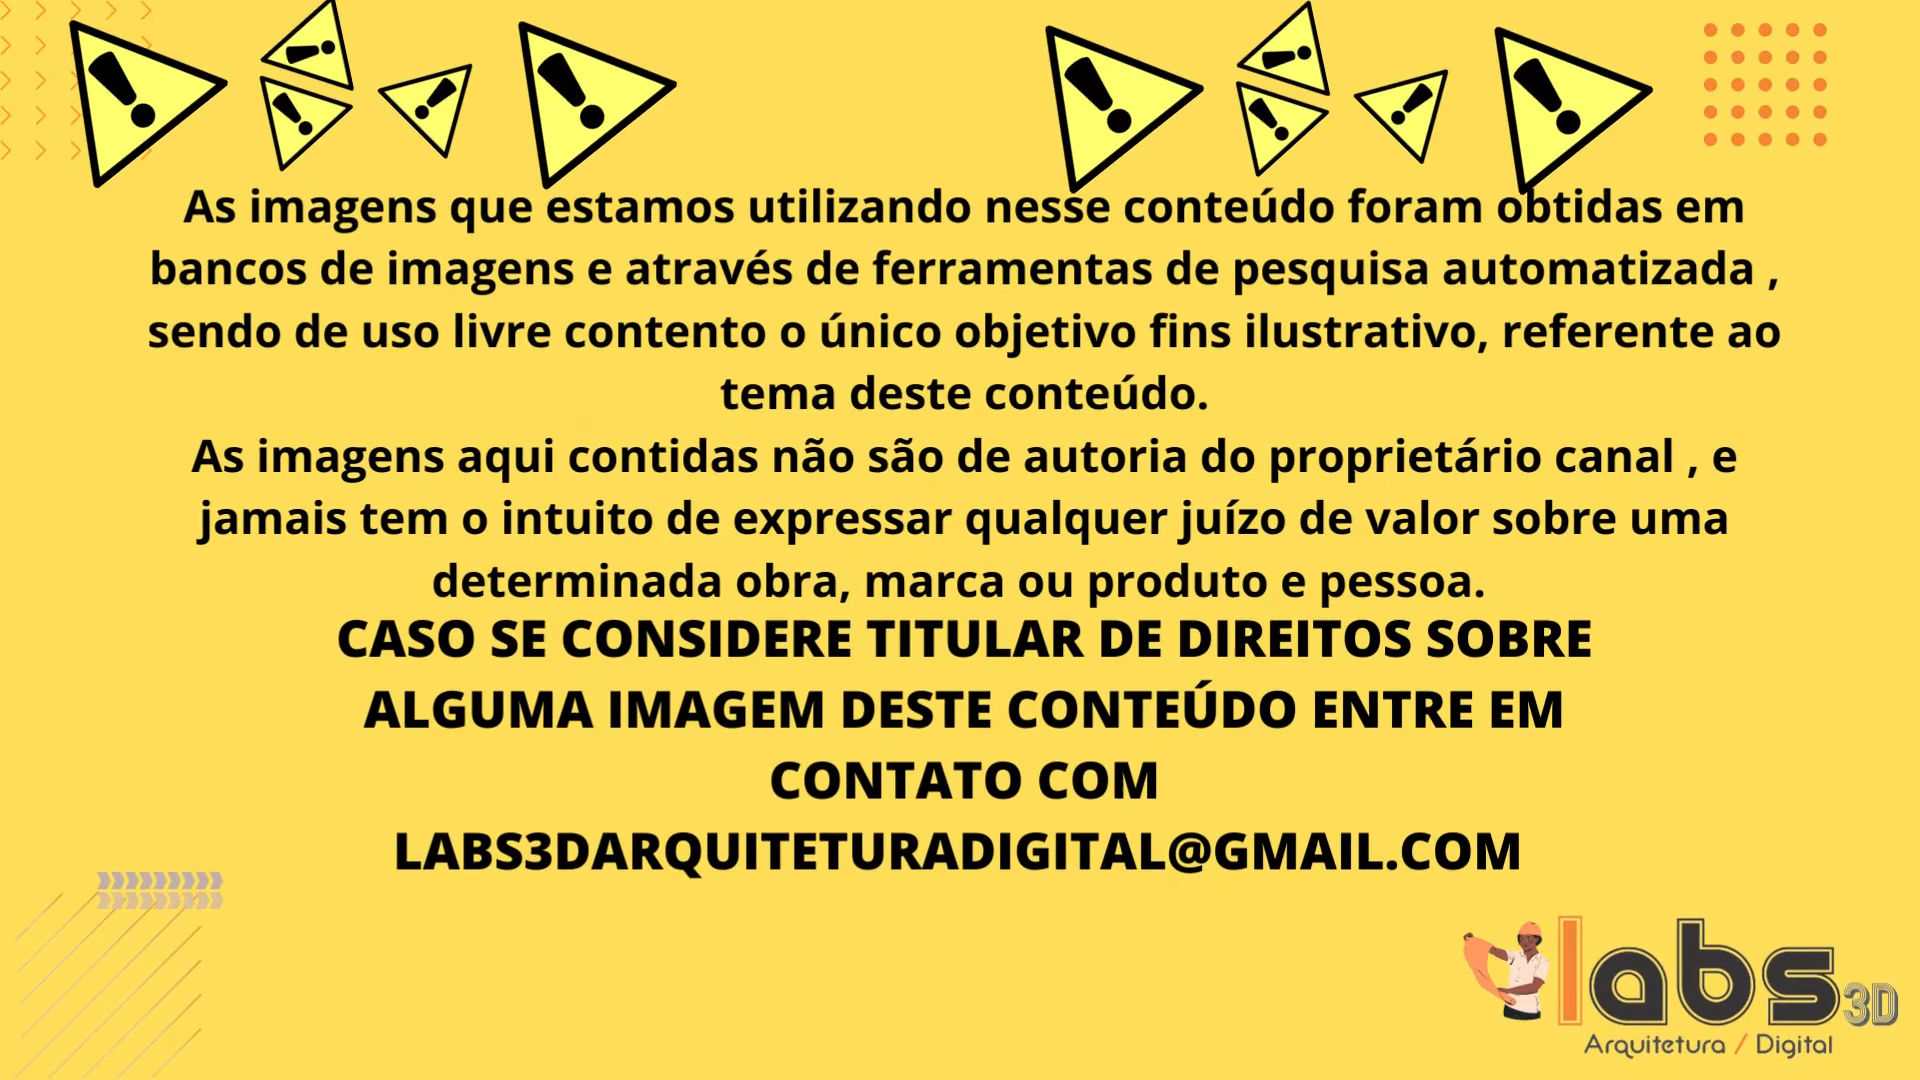 As imagens que estamos utilizando nesse conteúdo foram obtidas em
bancos de imagens e através de ferramentas de pesquisa automatizada ,
sendo de uso livre contento o único objetivo fins ilustrativo, referente ao
tema deste conteúdo.
As imagens aqui contidas não são de autoria do proprietário canal , e
jamais tem o intuito de expressar qualquer juízo de valor sobre uma
determinada obra, marca ou produto e pessoa.
CASO SE CONSIDERE TITULAR DE DIREITOS SOBRE
ALGUMA IMAGEM DESTE CONTEÚDO ENTRE EM
CONTATO COM
LABS3DARQUITETURADIGITAL@GMAIL.COM
labs 3D
Arquitetura / Digital